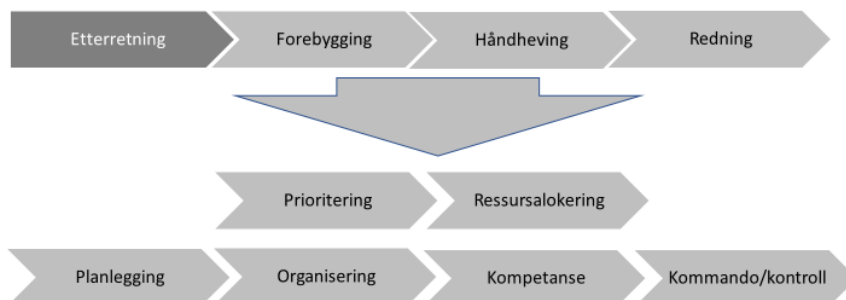 Etterretning
Forebygging
Håndheving
Redning
Prioritering
Ressursalokering
Planlegging
Organisering
Kompetanse
Kommando/kontroll